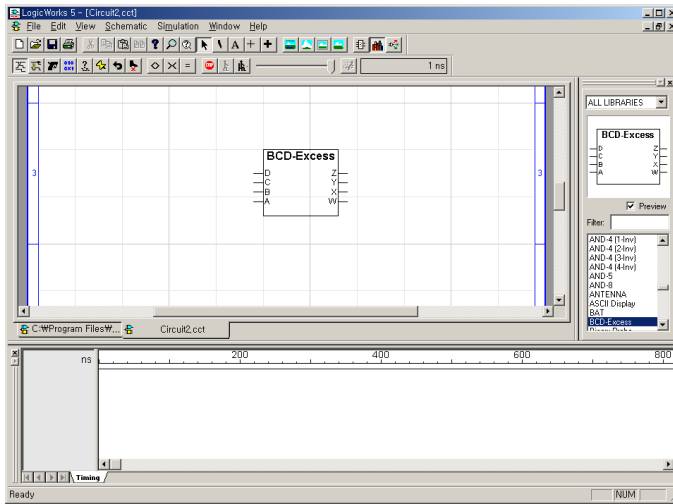 LogicWorks 5 - [Circuit2.cct]
File Edit View Schematic Simulation Window Help
1 ns
ALL LIBRARIES
BCD-Excess
D Z
C Y
B X
A W
3
BCD-Excess
D Z
C Y
B X
A W
3
Preview
Filter:
AND-4 (1-Inv)
AND-4 (2-Inv)
AND-4 (3-Inv)
AND-4 (4-Inv)
AND-5
AND-8
ANTENNA
ASCII Display
BAT
BCD-Excess
C:₩Program Files₩... Circuit2.cct
ns 200 400 600 800
Timing
Ready NUM